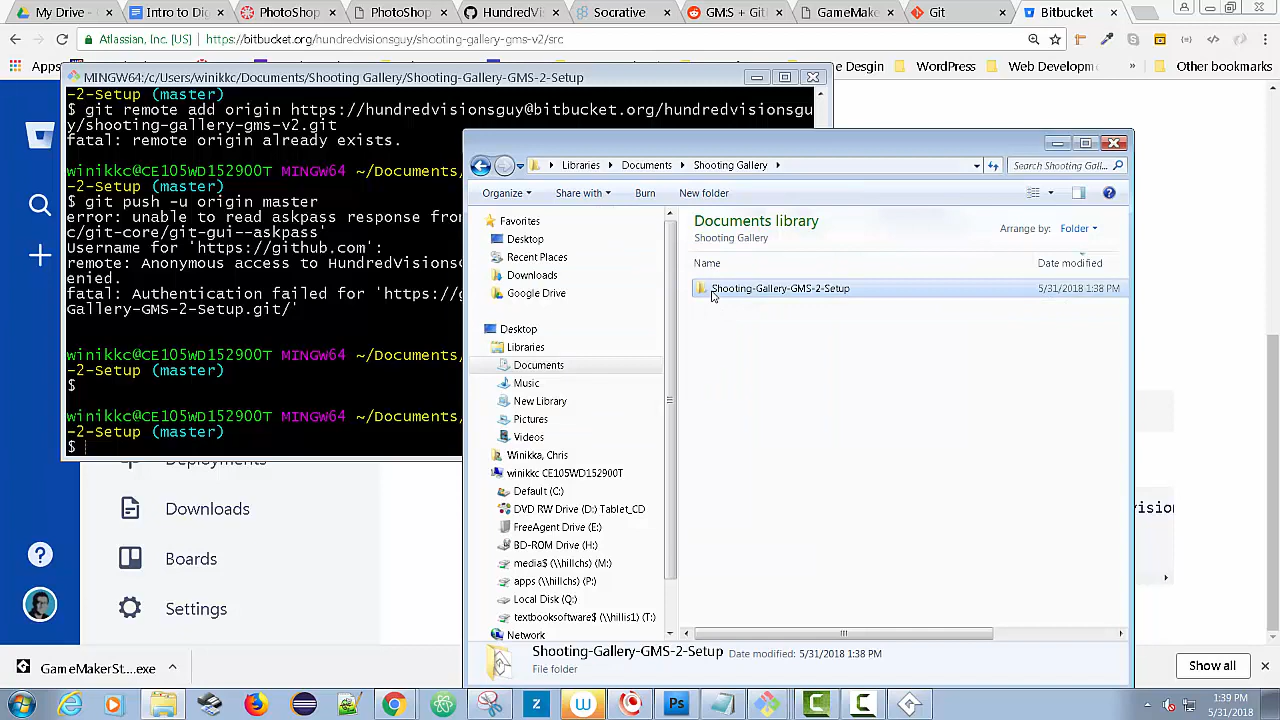 My Drive -
Intro to Dig
PhotoShop
PhotoShop
HundredVis
Socrative
GM:S + Git
GameMaker
Git
Bitbucket
Atlassian, Inc. [US] https://bitbucket.org/hundredvisionsguy/shooting-gallery-gms-v2/src
Apps
Desgin
WordPress
Web Developm
» Other bookmarks
MINGW64:/c/Users/winikkc/Documents/Shooting Gallery/Shooting-Gallery-GMS-2-Setup
-2-Setup (master)
$ git remote add origin https://hundredvisionsguy@bitbucket.org/hundredvisionsgu
y/shooting-gallery-gms-v2.git
fatal: remote origin already exists.
winikkc@CE105WD152900T MINGW64 ~/Documents/
-2-Setup (master)
$ git push -u origin master
error: unable to read askpass response from
c/git-core/git-gui--askpass'
Username for 'https://github.com':
remote: Anonymous access to HundredVisionsG
enied.
fatal: Authentication failed for 'https://g
Gallery-GMS-2-Setup.git/'
winikkc@CE105WD152900T MINGW64 ~/Documents/
-2-Setup (master)
$
winikkc@CE105WD152900T MINGW64 ~/Documents/
-2-Setup (master)
$
Libraries
Documents
Shooting Gallery
Search Shooting Gall...
Organize
Share with
Burn
New folder
Favorites
Desktop
Recent Places
Downloads
Google Drive
Desktop
Libraries
Documents
Music
New Library
Pictures
Videos
Winikka, Chris
winikkc CE105WD152900T
Default (C:)
DVD RW Drive (D:) Tablet_CD
FreeAgent Drive (E:)
BD-ROM Drive (H:)
media$ (\\hillchs) (M:)
apps (\\hillchs) (P:)
Local Disk (Q:)
textbooksoftware$ (\\hillis1) (T:)
Network
Documents library
Shooting Gallery
Arrange by: Folder
Name
Date modified
Shooting-Gallery-GMS-2-Setup
5/31/2018 1:38 PM
Shooting-Gallery-GMS-2-Setup Date modified: 5/31/2018 1:38 PM
File folder
Deployments
Downloads
Boards
Settings
vision
GameMakerSt....exe
Show all
1:39 PM
5/31/2018